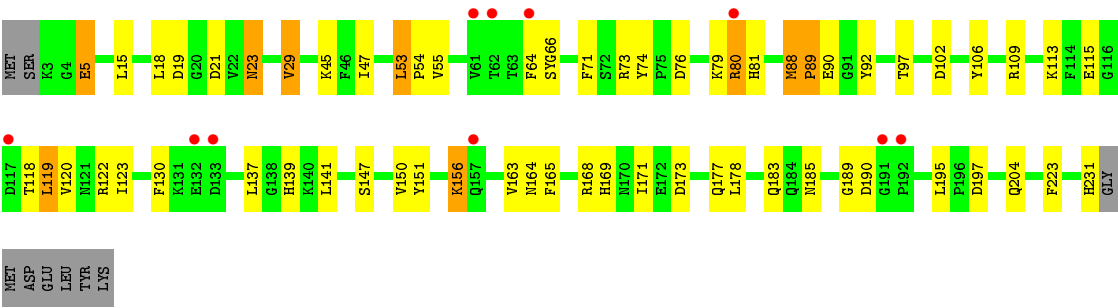 MET SER K3 G4 E5 L15 L18 D19 G20 D21 V22 N23 V29 K45 F46 I47 L53 P54 V55 V61 T62 T63 F64 SYG66 F71 S72 R73 Y74 P75 D76 K79 R80 H81 M88 P89 E90 G91 Y92 T97 D102 Y106 R109 K113 F114 E115 G116
D117 T118 L119 V120 N121 R122 I123 F130 K131 E132 D133 L137 G138 H139 K140 L141 S147 V150 Y151 K156 Q157 V163 N164 F165 R168 H169 N170 I171 E172 D173 Q177 L178 Q183 Q184 N185 G189 D190 G191 P192 L195 P196 D197 Q204 F223 H231 GLY
MET ASP GLU LEU TYR LYS